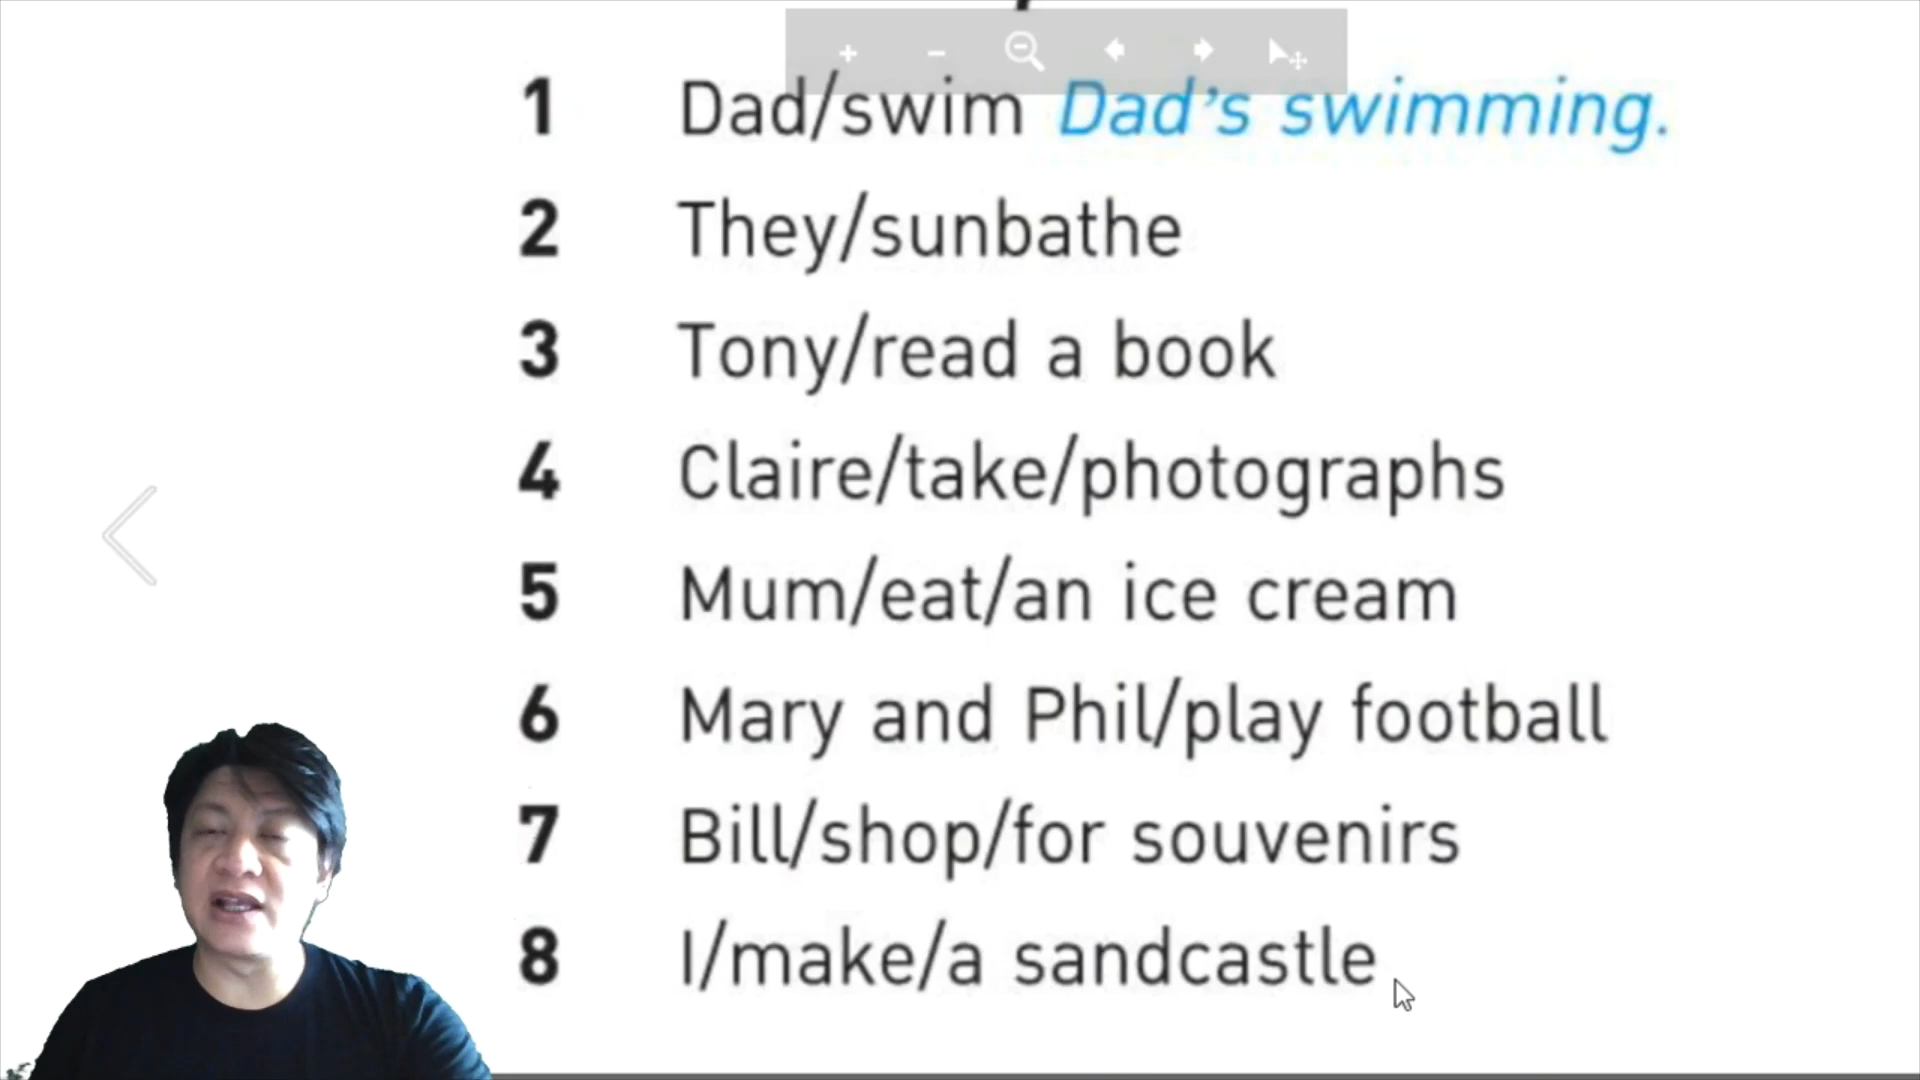 1 Dad/swim Dad's swimming.
2 They/sunbathe
3 Tony/read a book
4 Claire/take/photographs
5 Mum/eat/an ice cream
6 Mary and Phil/play football
7 Bill/shop/for souvenirs
8 I/make/a sandcastle